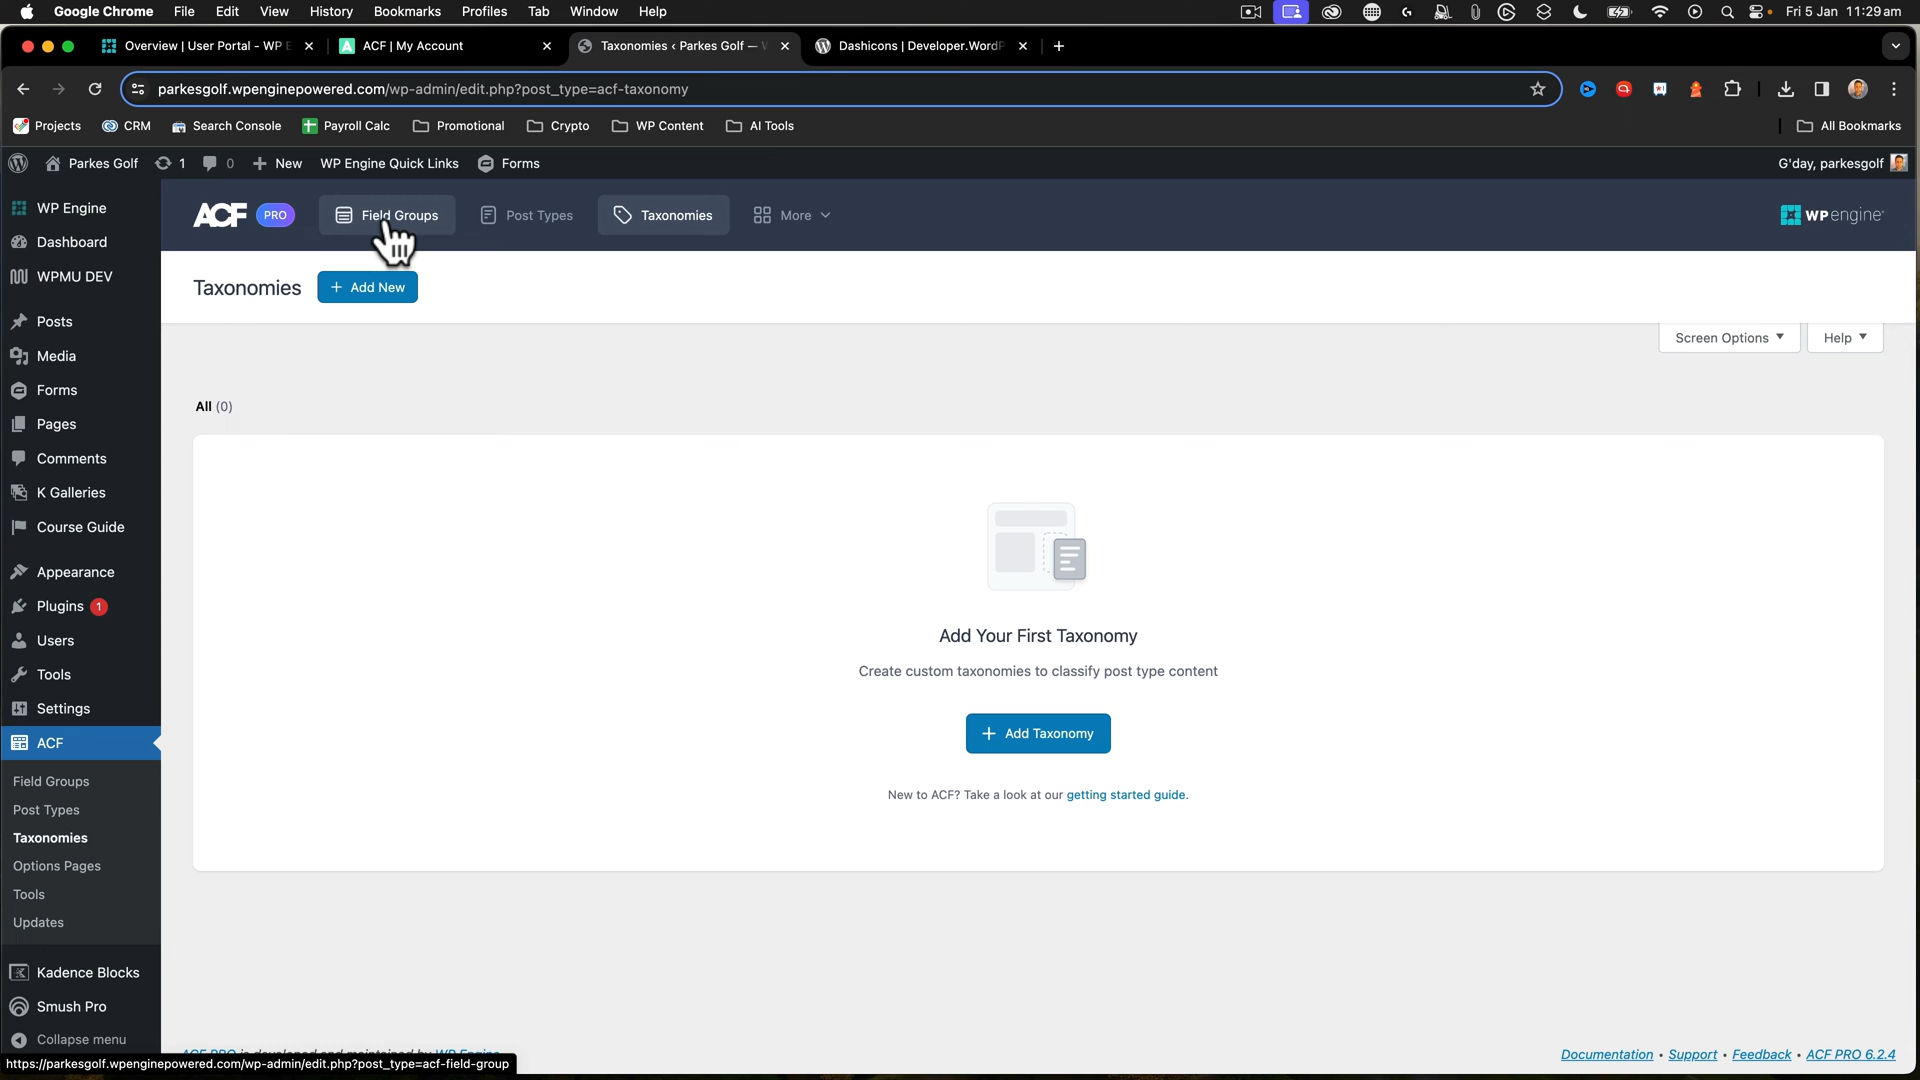 Google Chrome File Edit View History Bookmarks Profiles Tab Window Help Fri 5 Jan 11:29 am
Overview | User Portal - WP E ACF | My Account Taxonomies ‹ Parkes Golf — Dashicons | Developer.WordP
parkesgolf.wpenginepowered.com/wp-admin/edit.php?post_type=acf-taxonomy
Projects CRM Search Console Payroll Calc Promotional Crypto WP Content AI Tools All Bookmarks
Parkes Golf 1 0 New WP Engine Quick Links Forms G'day, parkesgolf
WP Engine
Dashboard
WPMU DEV
Posts
Media
Forms
Pages
Comments
K Galleries
Course Guide
Appearance
Plugins 1
Users
Tools
Settings
ACF
Field Groups
Post Types
Taxonomies
Options Pages
Tools
Updates
Kadence Blocks
Smush Pro
Collapse menu
ACF PRO Field Groups Post Types Taxonomies More WP engine
Taxonomies + Add New
Screen Options Help
All (0)
Add Your First Taxonomy
Create custom taxonomies to classify post type content
+ Add Taxonomy
New to ACF? Take a look at our getting started guide.
ACF PRO is developed and maintained by WP Engine
Documentation • Support • Feedback • ACF PRO 6.2.4
https://parkesgolf.wpenginepowered.com/wp-admin/edit.php?post_type=acf-field-group